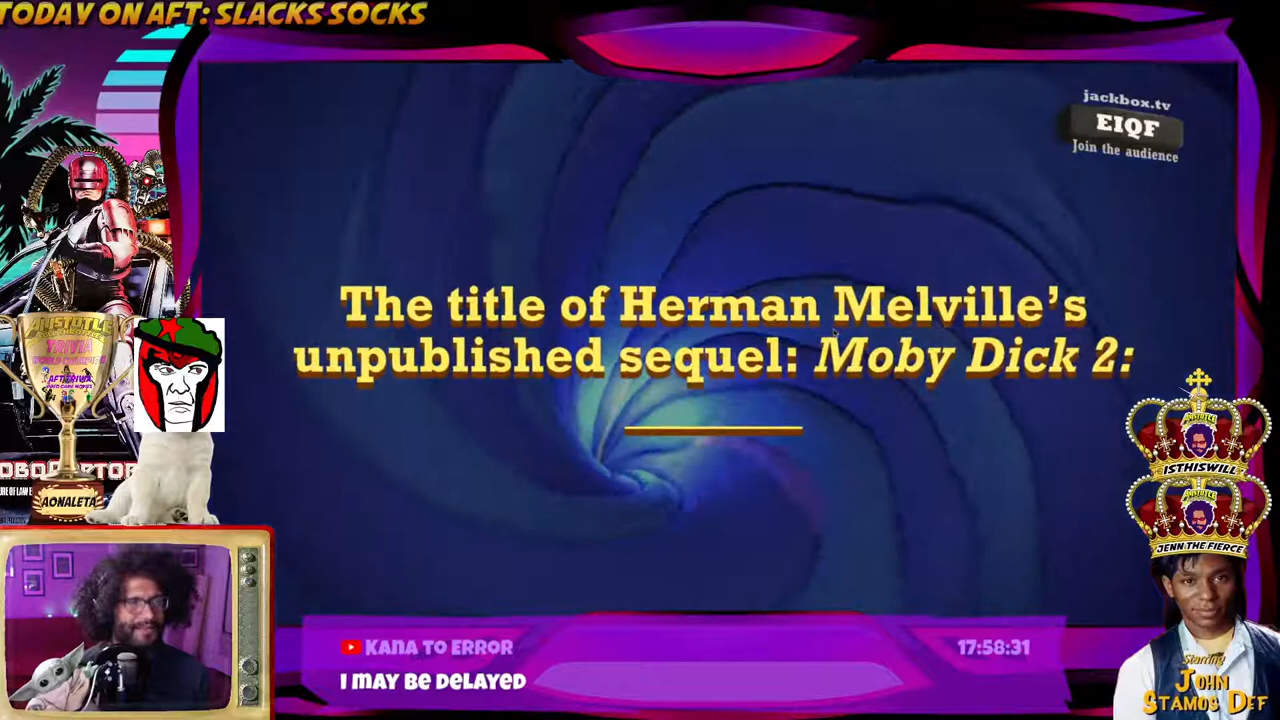 TODAY ON AFT: SLACKS SOCKS
jackbox.tv
EIQF
Join the audience
The title of Herman Melville's
unpublished sequel: Moby Dick 2:
ARISTOTLE
TRIVIA
AONALETA
ISTHISWILL
JENN THE FIERCE
Starring
JOHN
STAMOS DEF
KANA TO ERROR
17:58:31
I MAY BE DELAYED